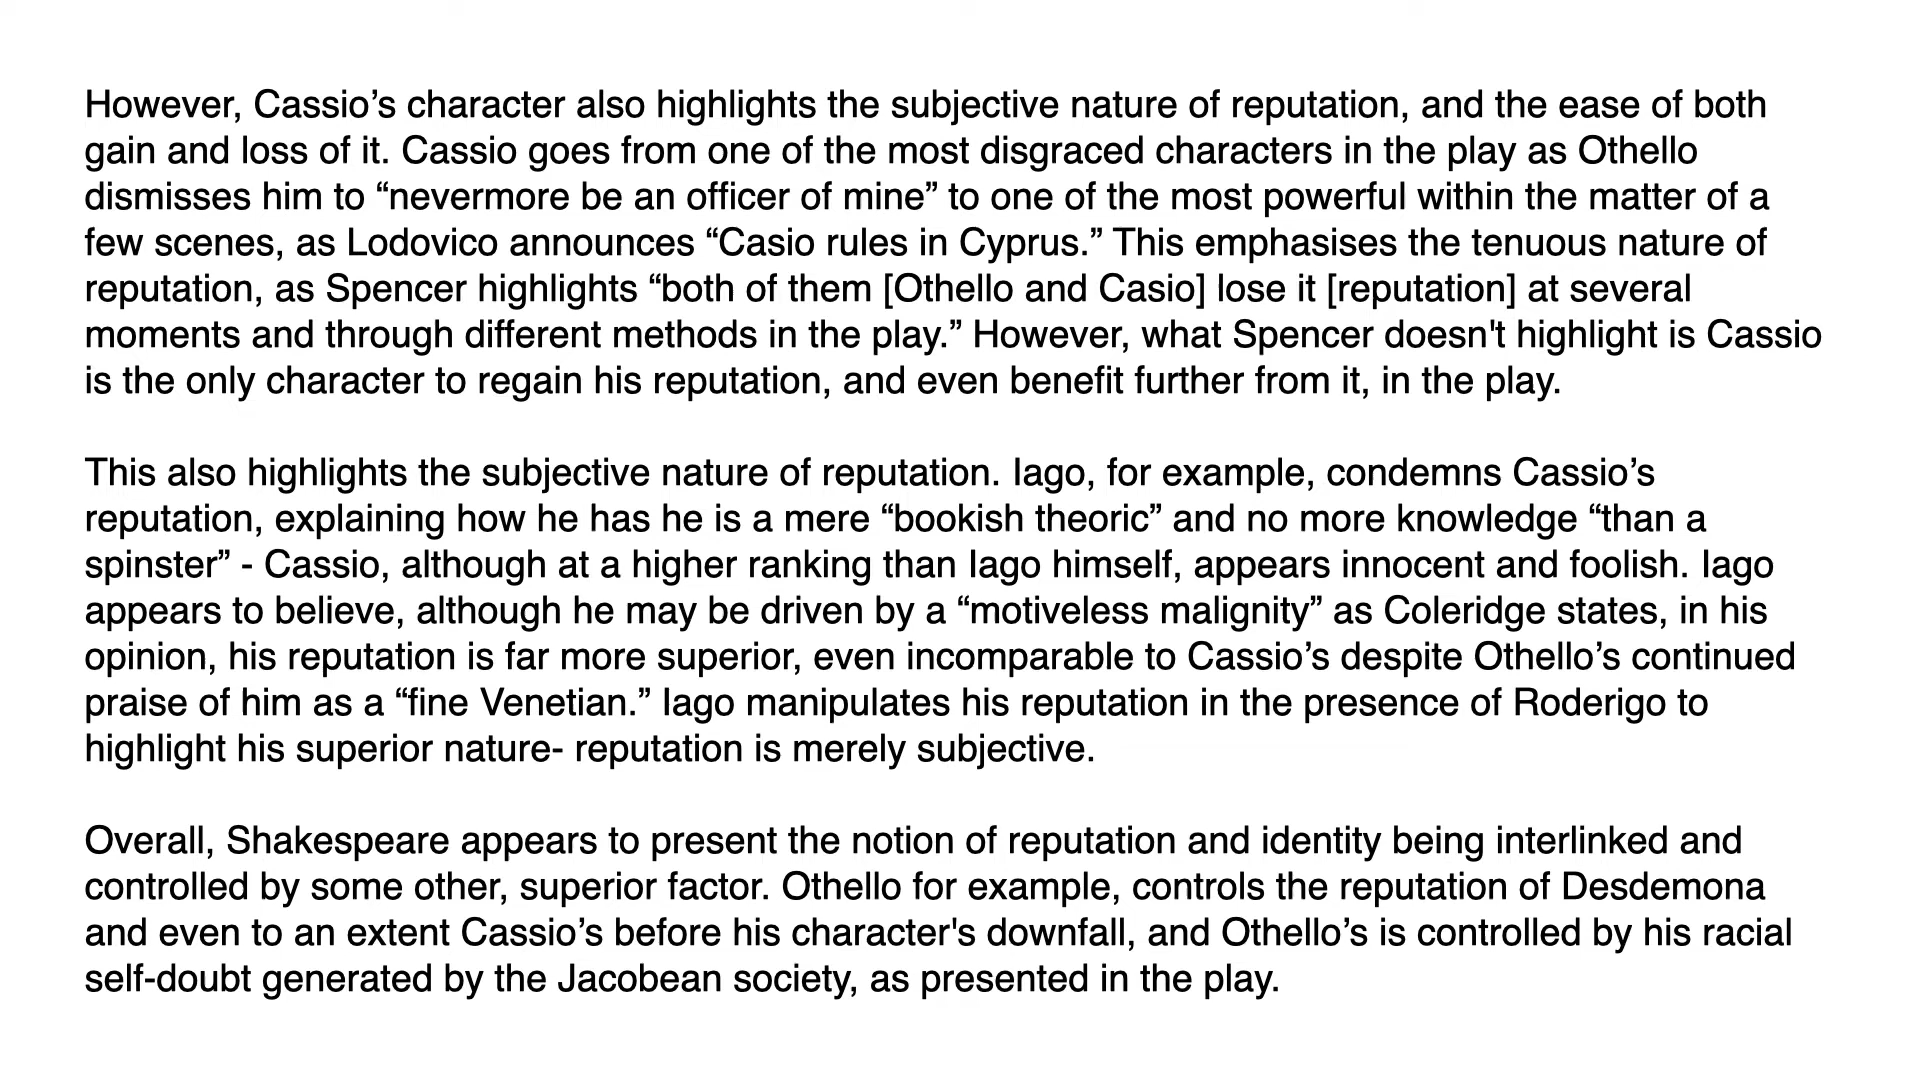 However, Cassio’s character also highlights the subjective nature of reputation, and the ease of both
gain and loss of it. Cassio goes from one of the most disgraced characters in the play as Othello
dismisses him to “nevermore be an officer of mine” to one of the most powerful within the matter of a
few scenes, as Lodovico announces “Casio rules in Cyprus.” This emphasises the tenuous nature of
reputation, as Spencer highlights “both of them [Othello and Casio] lose it [reputation] at several
moments and through different methods in the play.” However, what Spencer doesn't highlight is Cassio
is the only character to regain his reputation, and even benefit further from it, in the play.
This also highlights the subjective nature of reputation. Iago, for example, condemns Cassio’s
reputation, explaining how he has he is a mere “bookish theoric” and no more knowledge “than a
spinster” - Cassio, although at a higher ranking than Iago himself, appears innocent and foolish. Iago
appears to believe, although he may be driven by a “motiveless malignity” as Coleridge states, in his
opinion, his reputation is far more superior, even incomparable to Cassio’s despite Othello’s continued
praise of him as a “fine Venetian.” Iago manipulates his reputation in the presence of Roderigo to
highlight his superior nature- reputation is merely subjective.
Overall, Shakespeare appears to present the notion of reputation and identity being interlinked and
controlled by some other, superior factor. Othello for example, controls the reputation of Desdemona
and even to an extent Cassio’s before his character's downfall, and Othello’s is controlled by his racial
self-doubt generated by the Jacobean society, as presented in the play.